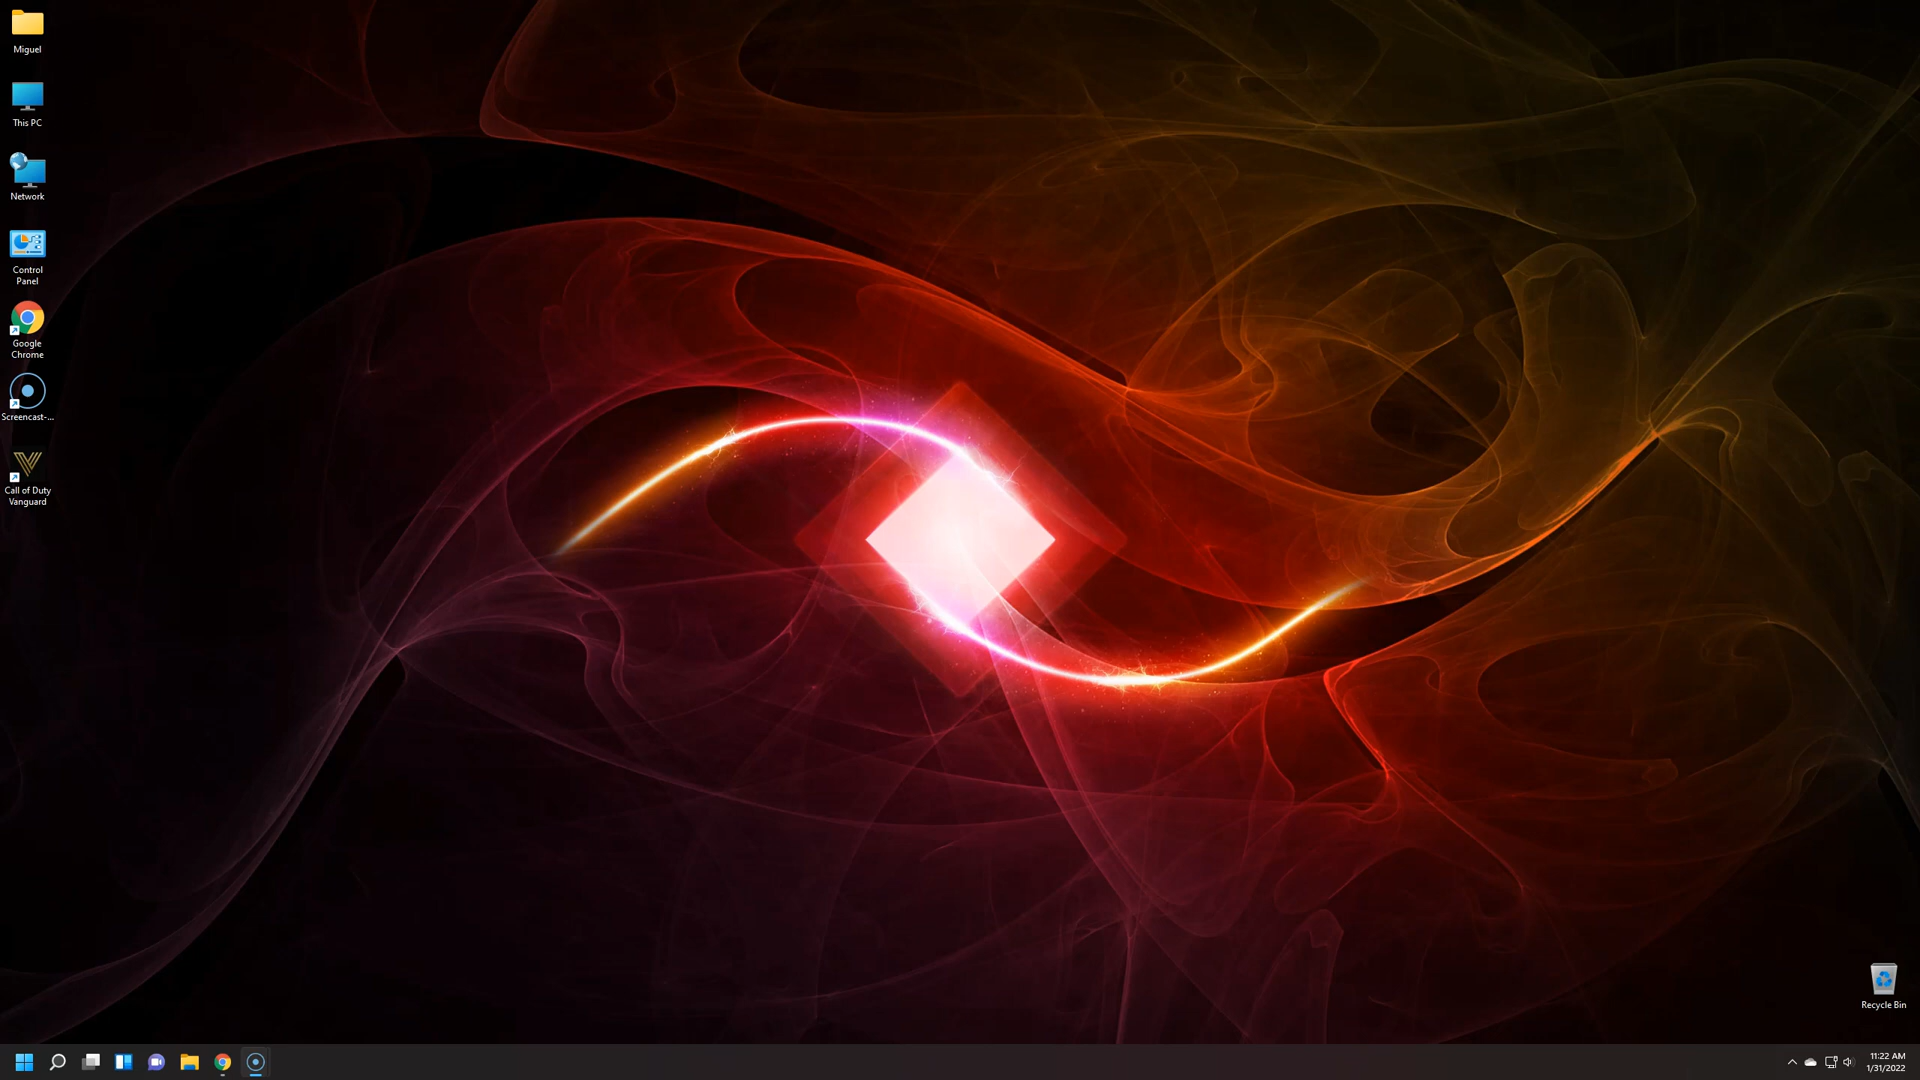 Miguel
This PC
Network
Control
Panel
Google
Chrome
Screencast-...
Call of Duty
Vanguard
Recycle Bin
11:22 AM
1/31/2022